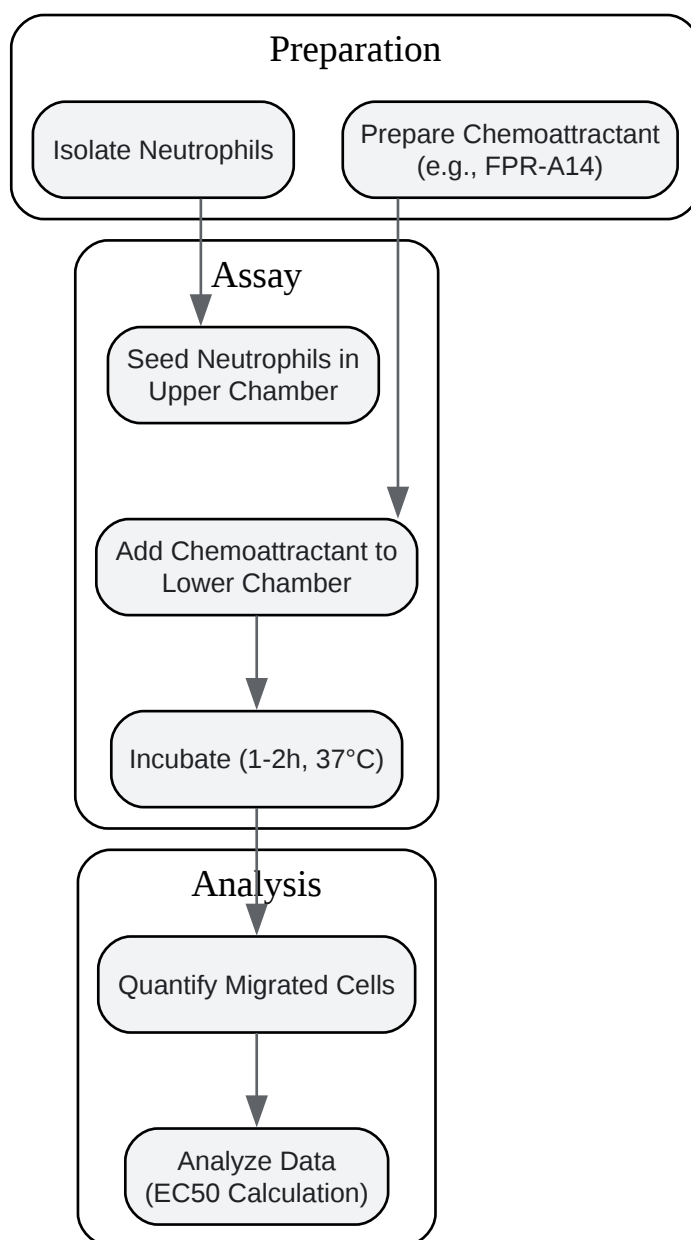 Preparation
Isolate Neutrophils
Prepare Chemoattractant
(e.g., FPR-A14)
Assay
Seed Neutrophils in
Upper Chamber
Add Chemoattractant to
Lower Chamber
Incubate (1-2h, 37°C)
Analysis
Quantify Migrated Cells
Analyze Data
(EC50 Calculation)